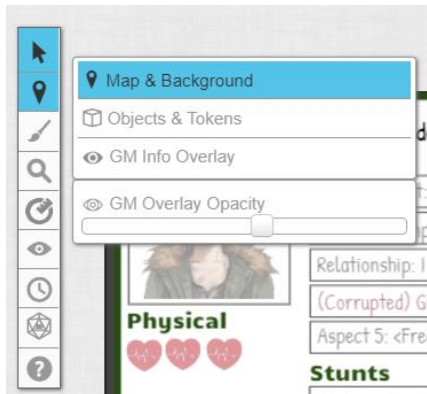 Map & Background
Objects & Tokens
GM Info Overlay
GM Overlay Opacity
Relationship: I
(Corrupted) G
Aspect 5: <Fre
Physical
Stunts